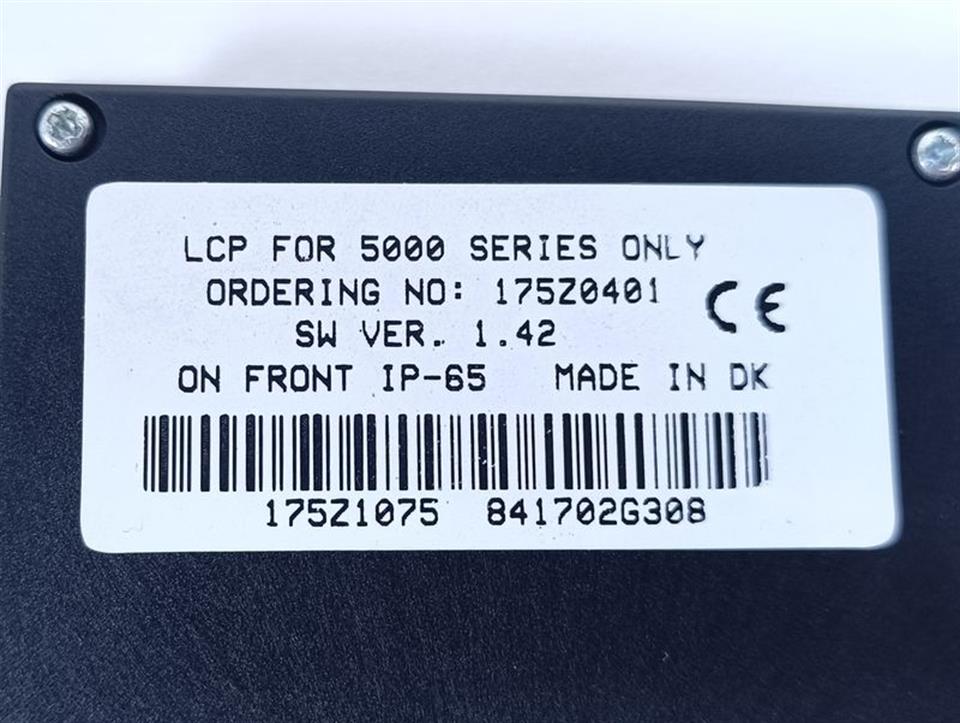 LCP FOR 5000 SERIES ONLY
ORDERING NO: 175Z0401
CE
SW VER. 1.42
ON FRONT IP-65 MADE IN DK
175Z1075 841702G308